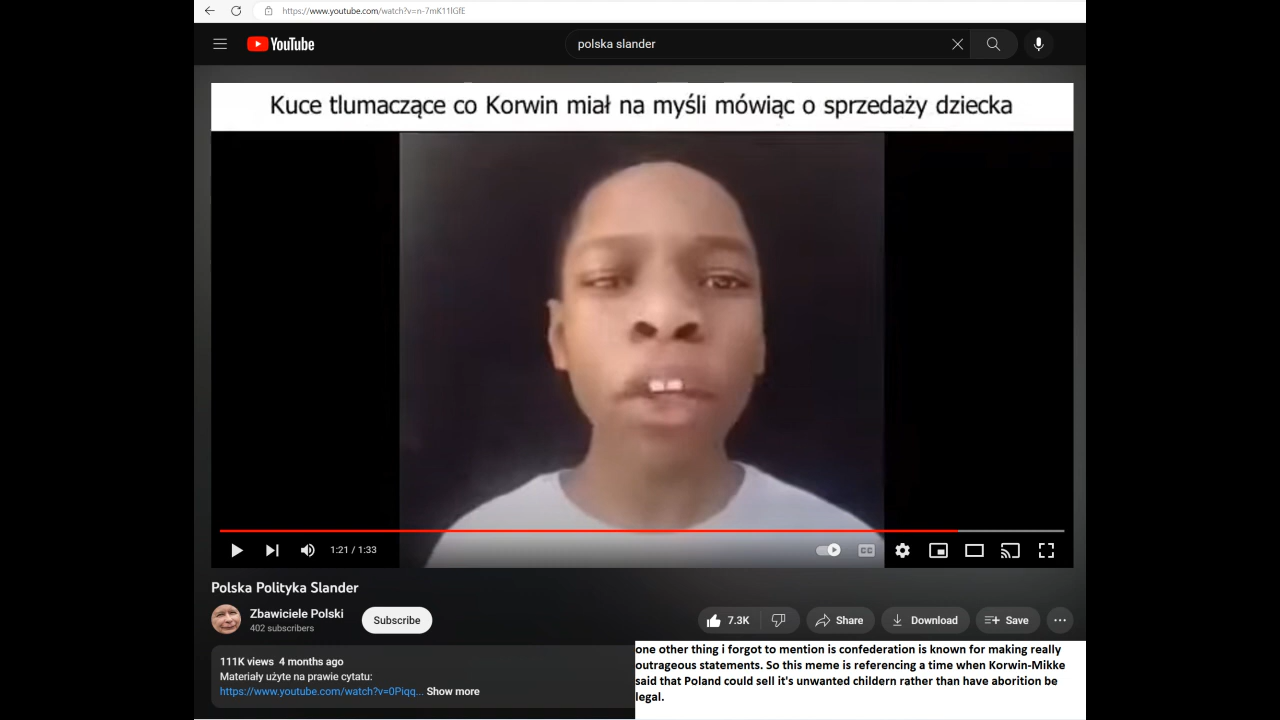 https://www.youtube.com/watch?v=n-7mK11lGfE
YouTube
polska slander
Kuce tlumaczące co Korwin miał na myśli mówiąc o sprzedaży dziecka
1:21 / 1:33
CC
Polska Polityka Slander
Zbawiciele Polski
402 subscribers
Subscribe
7.3K
Share
Download
Save
111K views 4 months ago
Materiały użyte na prawie cytatu:
https://www.youtube.com/watch?v=0Piqq... Show more
one other thing i forgot to mention is confederation is known for making really
outrageous statements. So this meme is referencing a time when Korwin-Mikke
said that Poland could sell it's unwanted childern rather than have aborition be
legal.